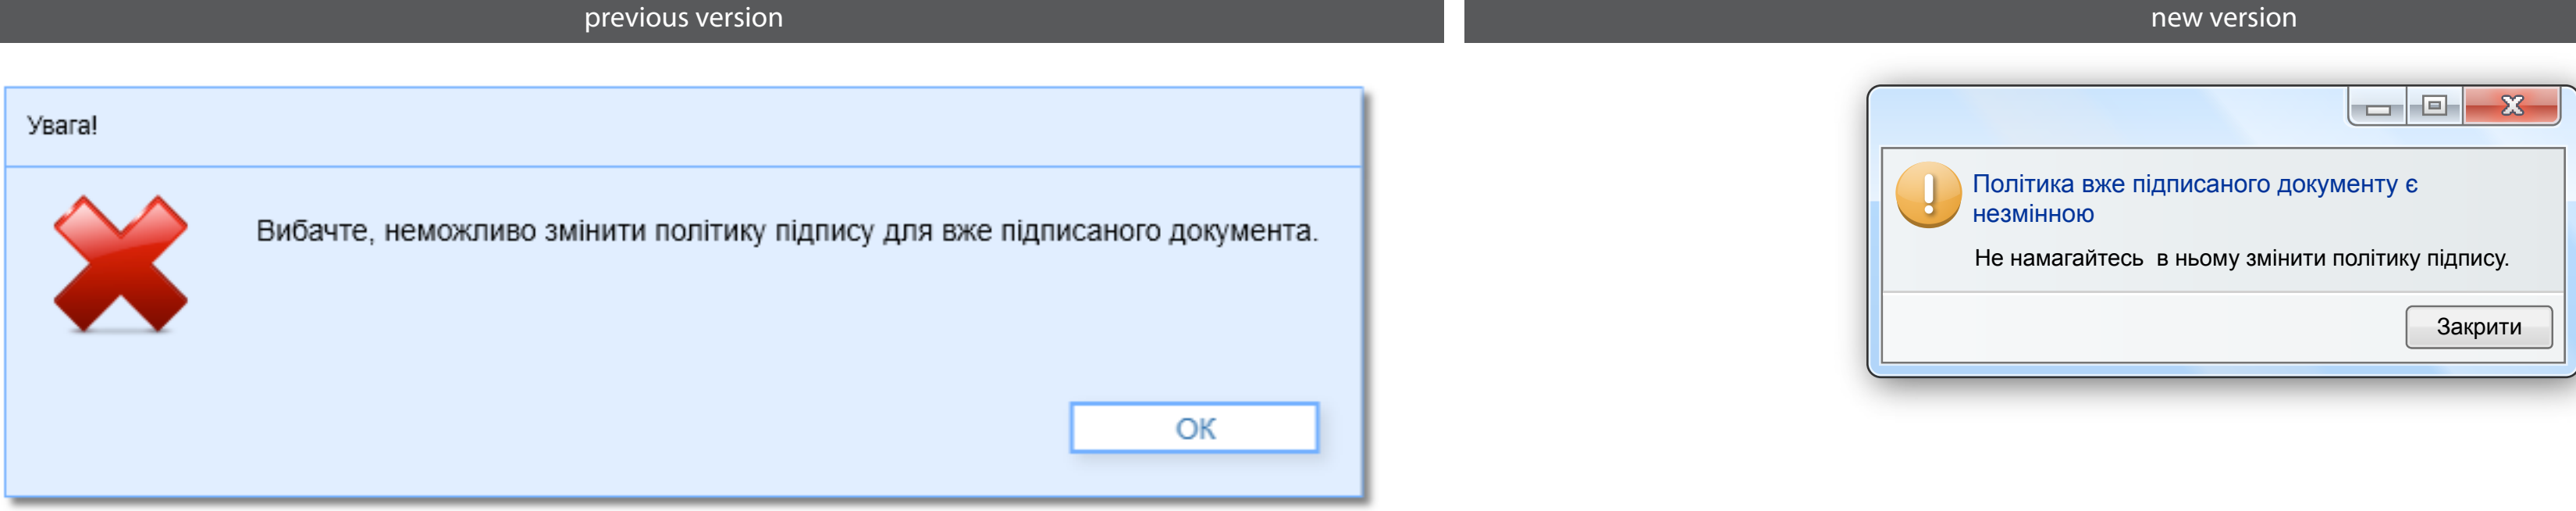 previous version
new version
Увага!
Вибачте, неможливо змінити політику підпису для вже підписаного документа.
ОК
Політика вже підписаного документу є
незмінною
Не намагайтесь в ньому змінити політику підпису.
Закрити